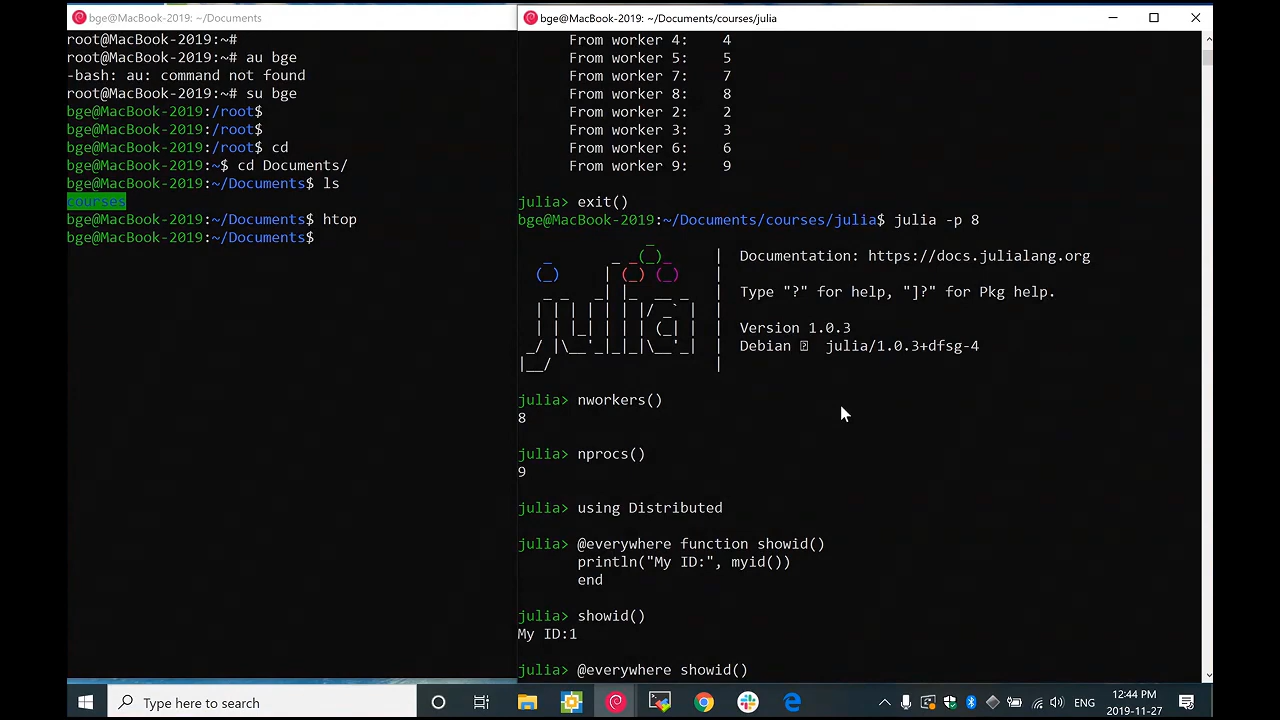 bge@MacBook-2019: ~/Documents
root@MacBook-2019:~#
root@MacBook-2019:~# au bge
-bash: au: command not found
root@MacBook-2019:~# su bge
bge@MacBook-2019:/root$
bge@MacBook-2019:/root$
bge@MacBook-2019:/root$ cd
bge@MacBook-2019:~$ cd Documents/
bge@MacBook-2019:~/Documents$ ls
courses
bge@MacBook-2019:~/Documents$ htop
bge@MacBook-2019:~/Documents$
bge@MacBook-2019: ~/Documents/courses/julia
From worker 4: 4
From worker 5: 5
From worker 7: 7
From worker 8: 8
From worker 2: 2
From worker 3: 3
From worker 6: 6
From worker 9: 9
julia> exit()
bge@MacBook-2019:~/Documents/courses/julia$ julia -p 8
julia
Documentation: https://docs.julialang.org
Type "?" for help, "]?" for Pkg help.
Version 1.0.3
Debian julia/1.0.3+dfsg-4
julia> nworkers()
8
julia> nprocs()
9
julia> using Distributed
julia> @everywhere function showid()
println("My ID:", myid())
end
julia> showid()
My ID:1
julia> @everywhere showid()
Type here to search
ENG
12:44 PM
2019-11-27